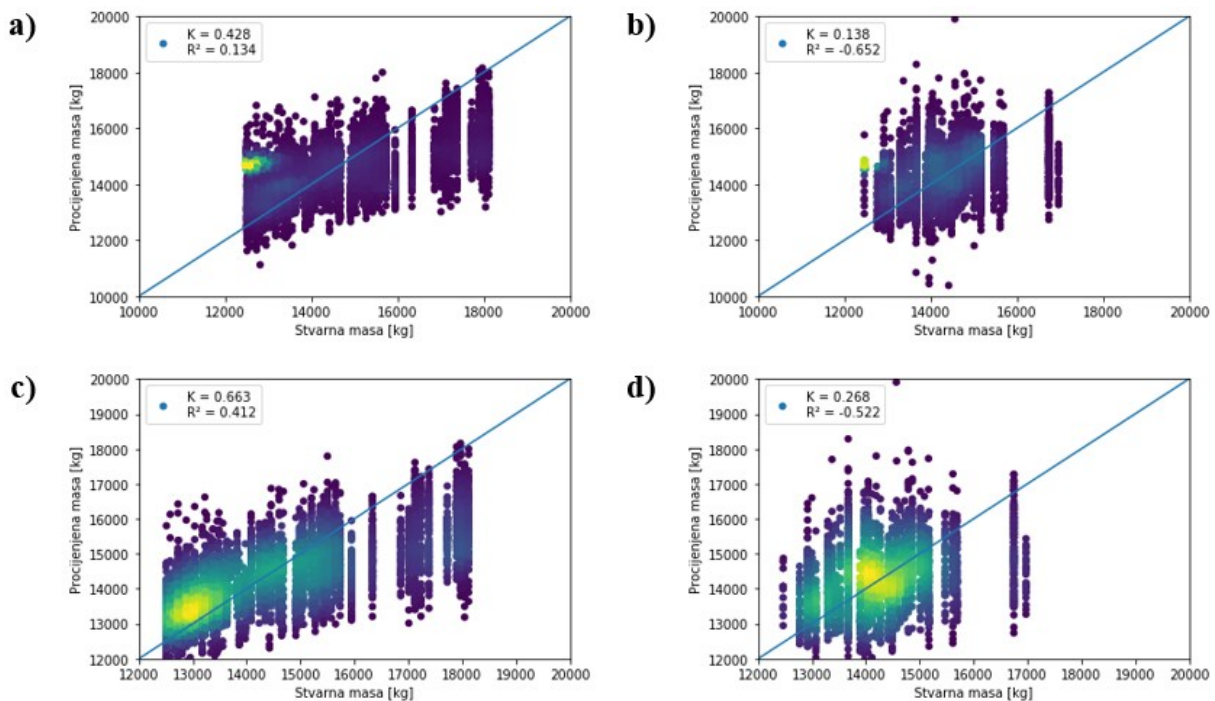 a)
K = 0.428
R² = 0.134
20000
18000
16000
14000
12000
10000
Procijenjena masa [kg]
10000 12000 14000 16000 18000 20000
Stvarna masa [kg]
b)
K = 0.138
R² = -0.652
20000
18000
16000
14000
12000
10000
Procijenjena masa [kg]
10000 12000 14000 16000 18000 20000
Stvarna masa [kg]
c)
K = 0.663
R² = 0.412
20000
19000
18000
17000
16000
15000
14000
13000
12000
Procijenjena masa [kg]
12000 13000 14000 15000 16000 17000 18000 19000 20000
Stvarna masa [kg]
d)
K = 0.268
R² = -0.522
20000
19000
18000
17000
16000
15000
14000
13000
12000
Procijenjena masa [kg]
12000 13000 14000 15000 16000 17000 18000 19000 20000
Stvarna masa [kg]